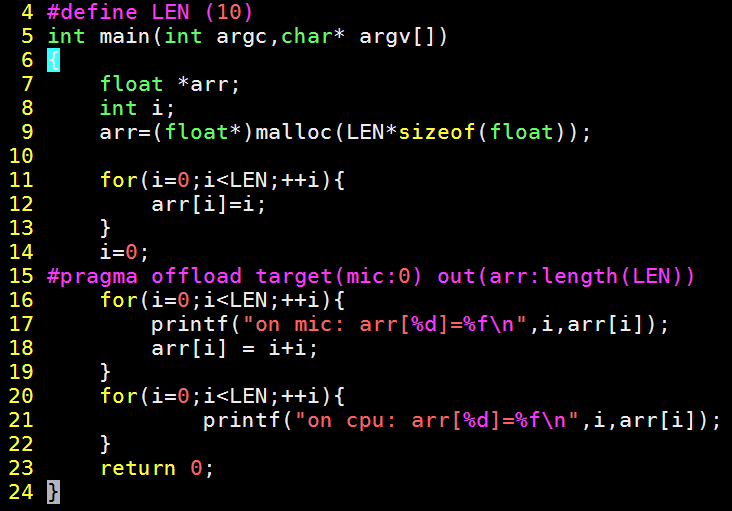 4 #define LEN (10)
5 int main(int argc,char* argv[])
6 {
7     float *arr;
8     int i;
9     arr=(float*)malloc(LEN*sizeof(float));
10
11     for(i=0;i<LEN;++i){
12         arr[i]=i;
13     }
14     i=0;
15 #pragma offload target(mic:0) out(arr:length(LEN))
16     for(i=0;i<LEN;++i){
17         printf("on mic: arr[%d]=%f\n",i,arr[i]);
18         arr[i] = i+i;
19     }
20     for(i=0;i<LEN;++i){
21             printf("on cpu: arr[%d]=%f\n",i,arr[i]);
22     }
23     return 0;
24 }